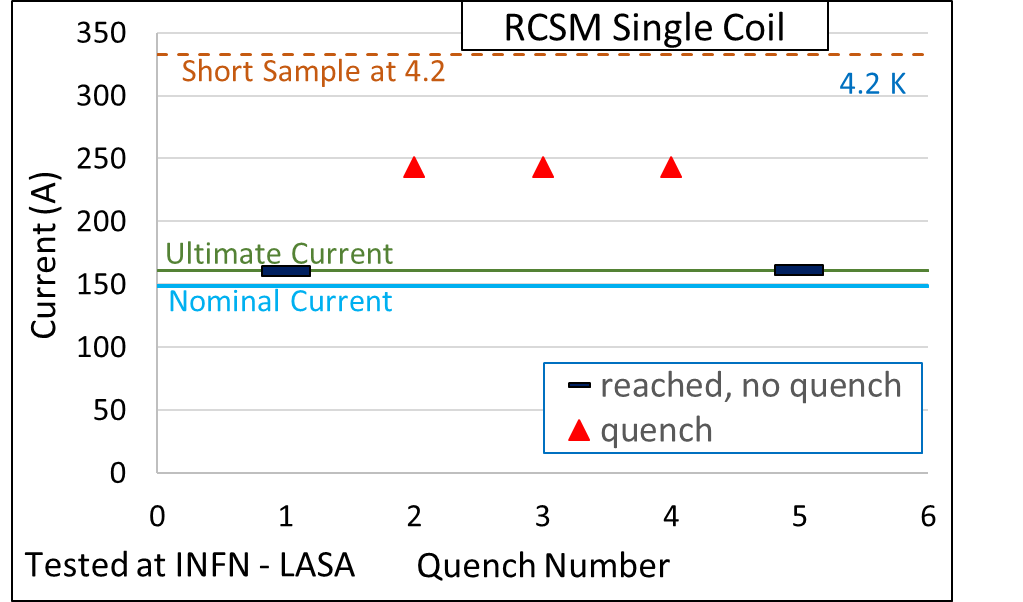 RCSM Single Coil
350
Short Sample at 4.2
4.2 K
300
250
200
Ultimate Current
150
Nominal Current
100
50
0
Current (A)
reached, no quench
quench
0 1 2 3 4 5 6
Tested at INFN - LASA
Quench Number